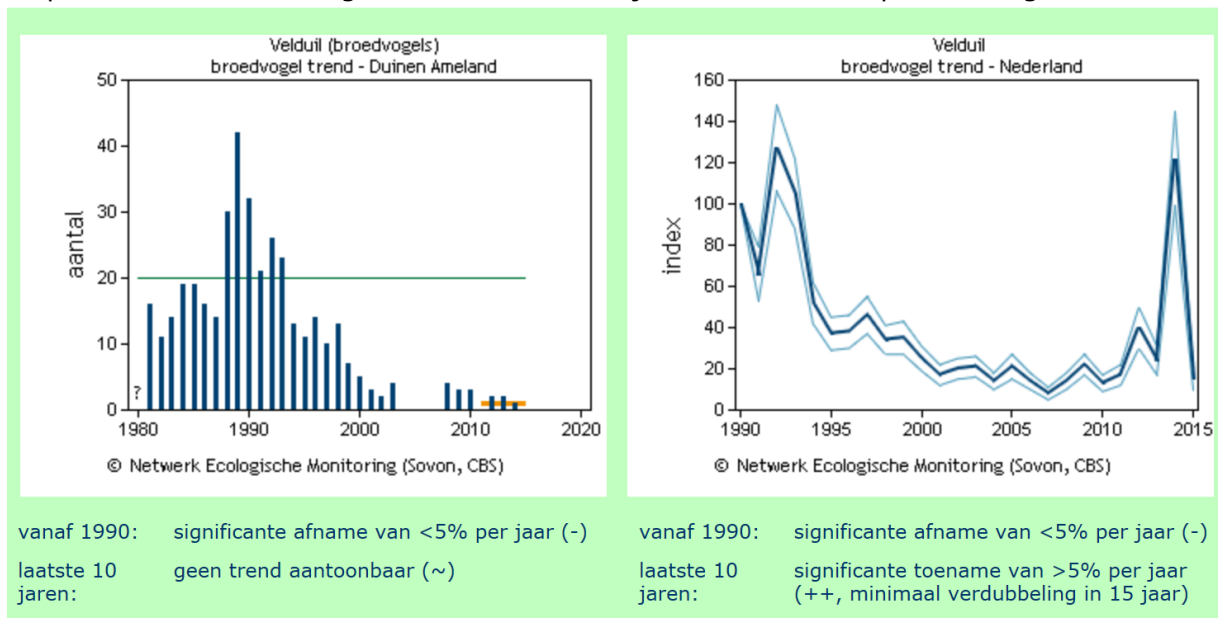 Velduil (broedvogels)
broedvogel trend - Duinen Ameland
50
40
30
20
10
0
aantal
?
1980
1990
2000
2010
2020
© Netwerk Ecologische Monitoring (Sovon, CBS)
Velduil
broedvogel trend - Nederland
160
140
120
100
80
60
40
20
0
index
1990
1995
2000
2005
2010
2015
© Netwerk Ecologische Monitoring (Sovon, CBS)
vanaf 1990: significante afname van <5% per jaar (-)
laatste 10 geen trend aantoonbaar (~)
jaren:
vanaf 1990: significante afname van <5% per jaar (-)
laatste 10 significante toename van >5% per jaar
jaren: (++, minimaal verdubbeling in 15 jaar)